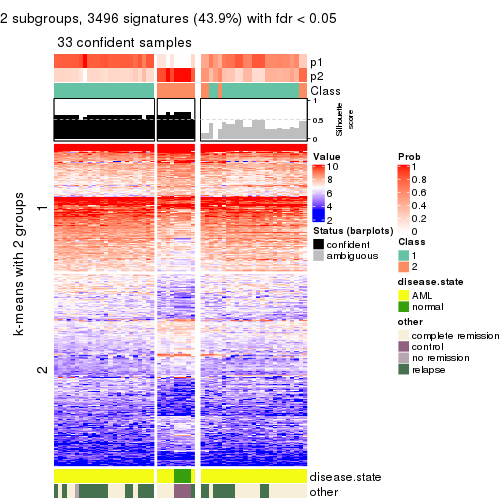 2 subgroups, 3496 signatures (43.9%) with fdr < 0.05
33 confident samples
p1
p2
Class
1
0.5
0
Silhouette
score
k-means with 2 groups
1
2
disease.state
other
Value
10
8
6
4
2
Status (barplots)
confident
ambiguous
Prob
1
0.8
0.6
0.4
0.2
0
Class
1
2
disease.state
AML
normal
other
complete remission
control
no remission
relapse